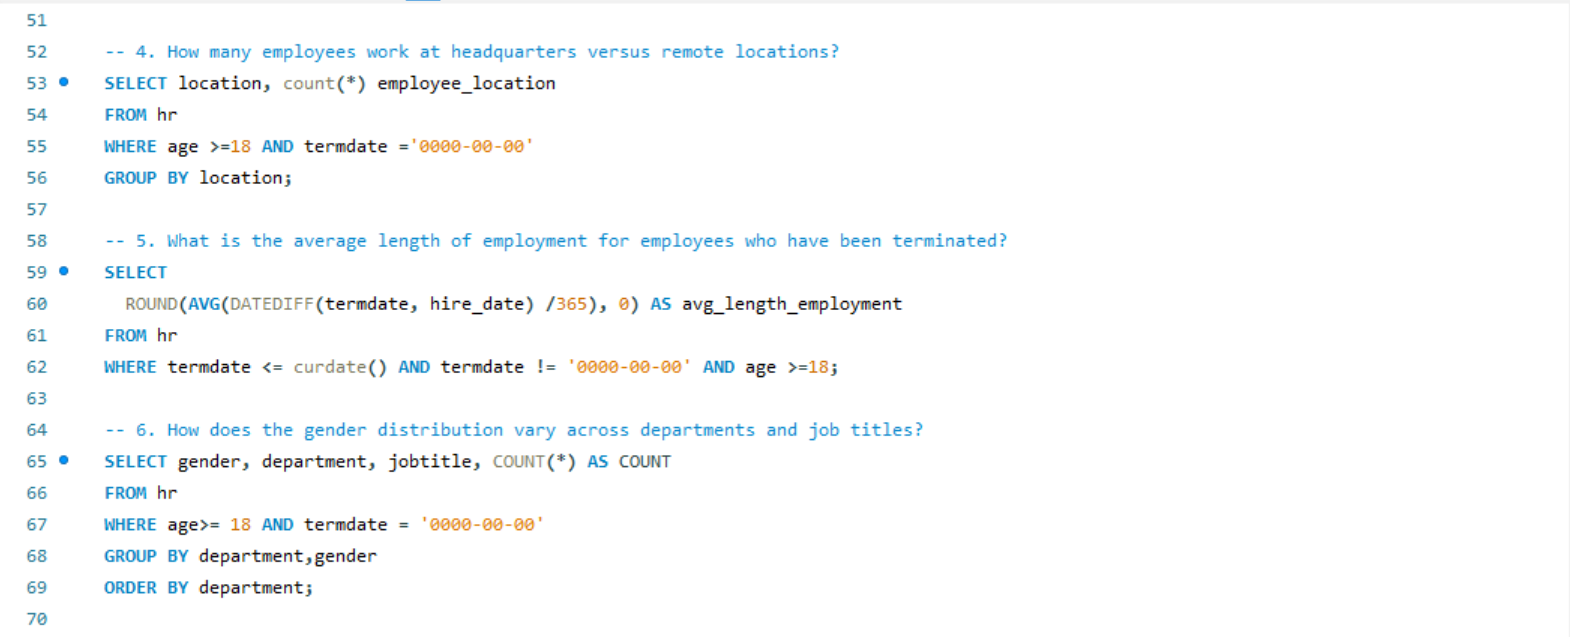 51
52 -- 4. How many employees work at headquarters versus remote locations?
53 SELECT location, count(*) employee_location
54 FROM hr
55 WHERE age >=18 AND termdate ='0000-00-00'
56 GROUP BY location;
57
58 -- 5. What is the average length of employment for employees who have been terminated?
59 SELECT
60 ROUND(AVG(DATEDIFF(termdate, hire_date) /365), 0) AS avg_length_employment
61 FROM hr
62 WHERE termdate <= curdate() AND termdate != '0000-00-00' AND age >=18;
63
64 -- 6. How does the gender distribution vary across departments and job titles?
65 SELECT gender, department, jobtitle, COUNT(*) AS COUNT
66 FROM hr
67 WHERE age>= 18 AND termdate = '0000-00-00'
68 GROUP BY department,gender
69 ORDER BY department;
70